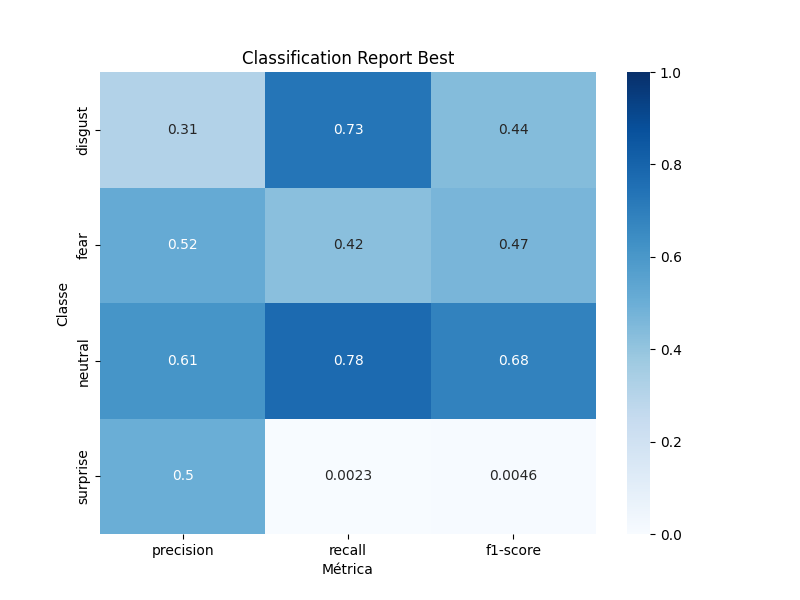 Classification Report Best
Classe
disgust 0.31 0.73 0.44
fear 0.52 0.42 0.47
neutral 0.61 0.78 0.68
surprise 0.5 0.0023 0.0046
precision recall f1-score
Métrica
1.0
0.8
0.6
0.4
0.2
0.0